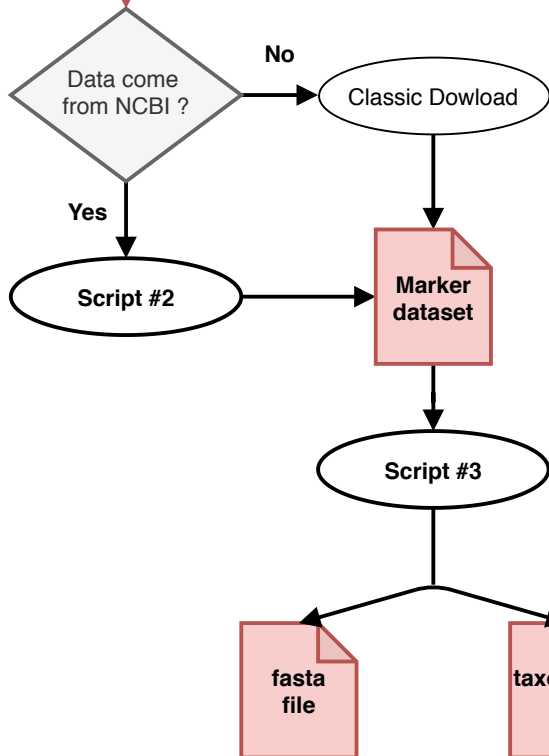 No
Data come
from NCBI ?
Classic Dowload
Yes
Script #2
Marker
dataset
Script #3
fasta
file